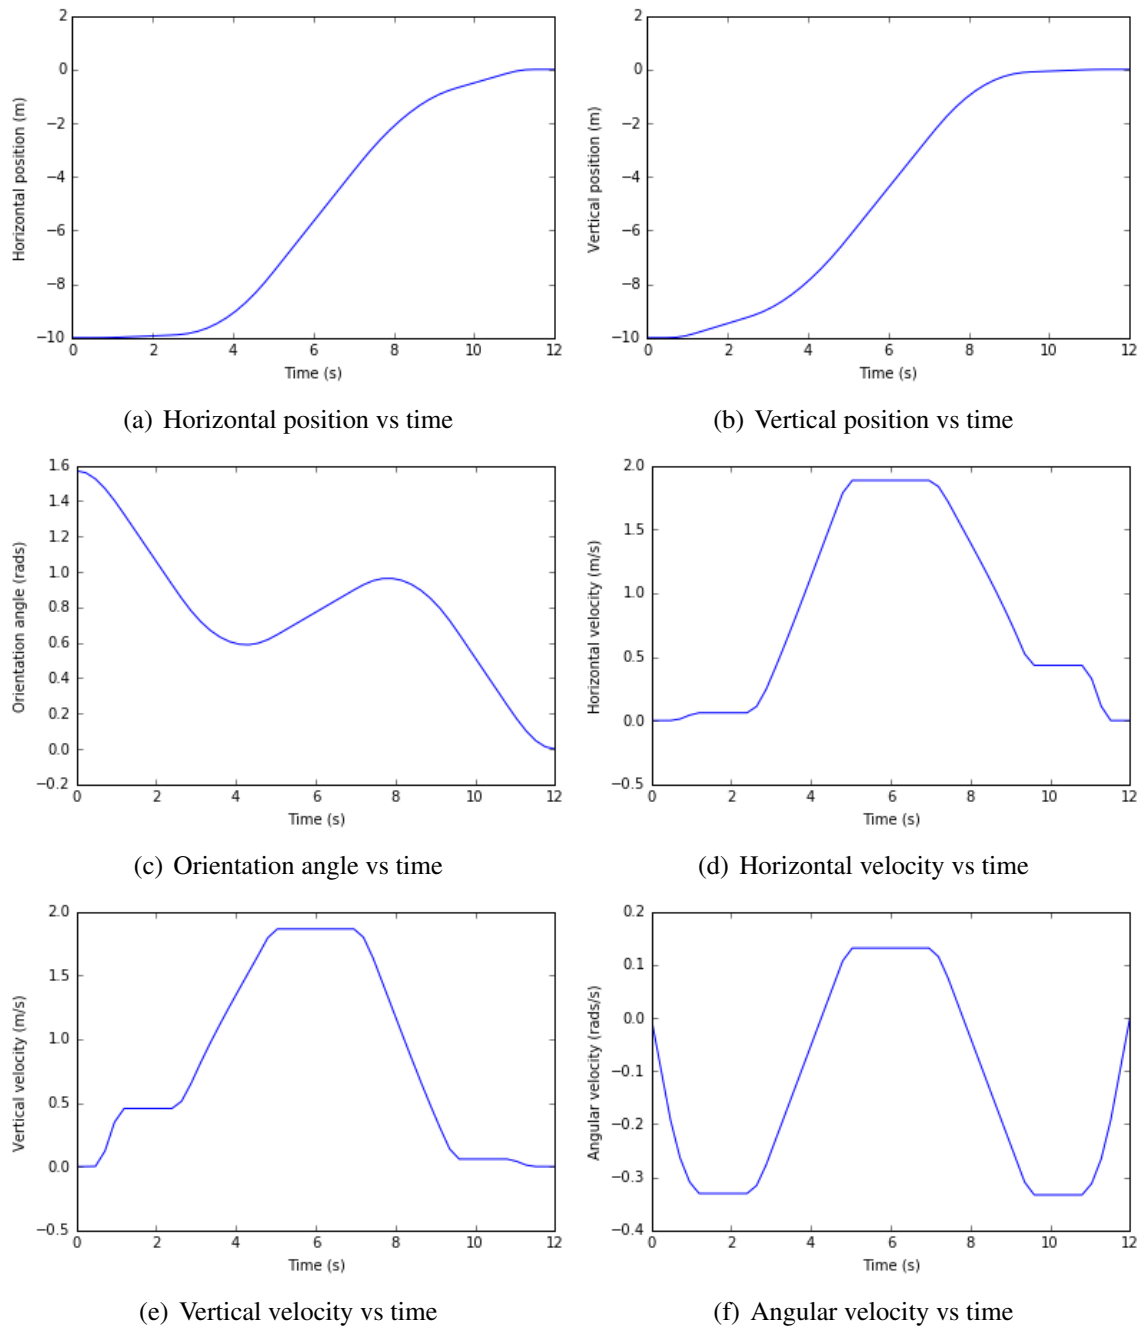 2
0
−2
−4
−6
−8
−10
0 2 4 6 8 10 12
Horizontal position (m)
Time (s)
(a) Horizontal position vs time
2
0
−2
−4
−6
−8
−10
0 2 4 6 8 10 12
Vertical position (m)
Time (s)
(b) Vertical position vs time
1.6
1.4
1.2
1.0
0.8
0.6
0.4
0.2
0.0
−0.2
0 2 4 6 8 10 12
Orientation angle (rads)
Time (s)
(c) Orientation angle vs time
2.0
1.5
1.0
0.5
0.0
−0.5
0 2 4 6 8 10 12
Horizontal velocity (m/s)
Time (s)
(d) Horizontal velocity vs time
2.0
1.5
1.0
0.5
0.0
−0.5
0 2 4 6 8 10 12
Vertical velocity (m/s)
Time (s)
(e) Vertical velocity vs time
0.2
0.1
0.0
−0.1
−0.2
−0.3
−0.4
0 2 4 6 8 10 12
Angular velocity (rads/s)
Time (s)
(f) Angular velocity vs time